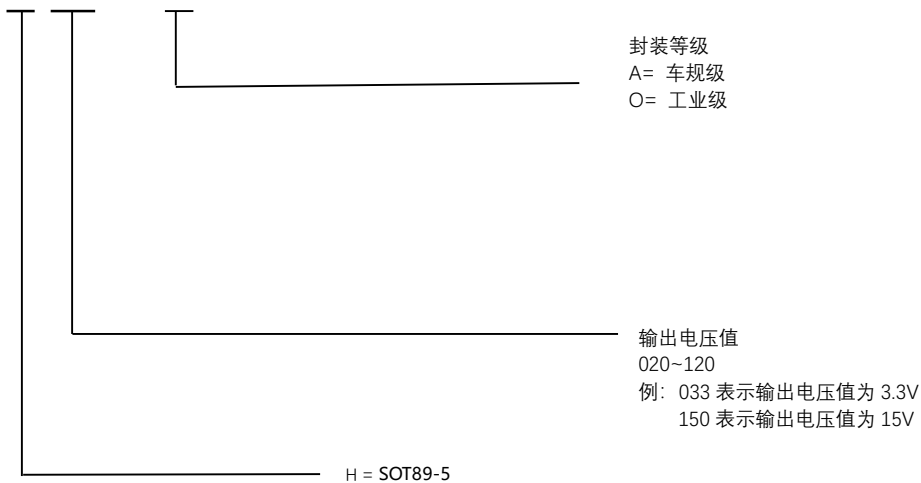 封装等级
A= 车规级
O= 工业级
输出电压值
020~120
例: 033 表示输出电压值为 3.3V
150 表示输出电压值为 15V
H = SOT89-5